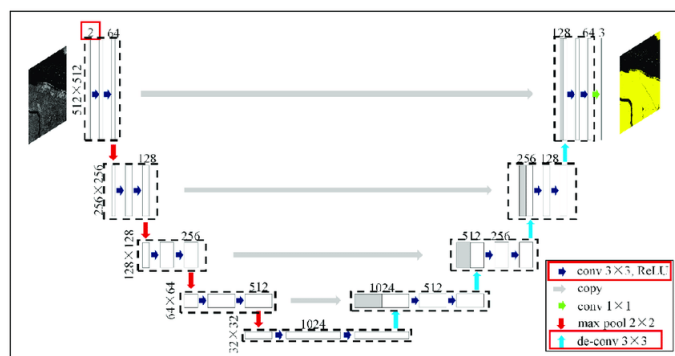 2 64
512×512
128 64 3
128
256×256
256 128
256
128×128
512 256
512
64×64
1024 512
1024
32×32
conv 3×3, ReLU
copy
conv 1×1
max pool 2×2
de-conv 3×3